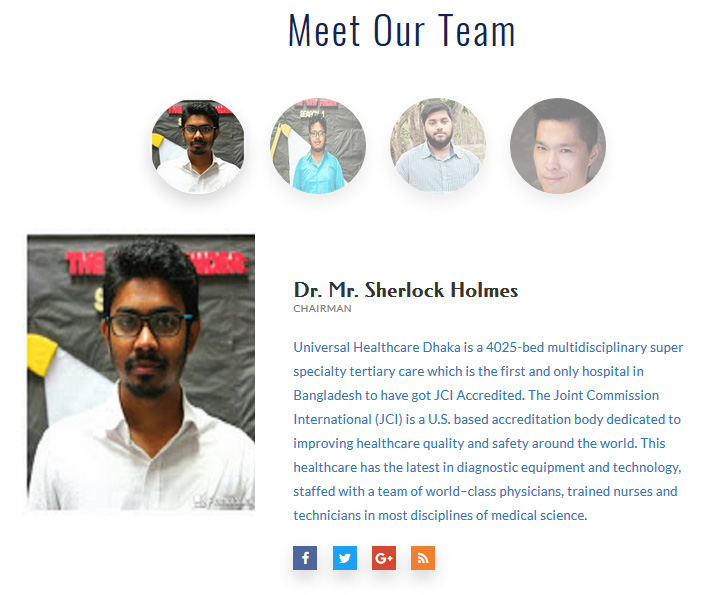 Meet Our Team
SEASON 1
THE
Dr. Mr. Sherlock Holmes
CHAIRMAN
Universal Healthcare Dhaka is a 4025-bed multidisciplinary super
specialty tertiary care which is the first and only hospital in
Bangladesh to have got JCI Accredited. The Joint Commission
International (JCI) is a U.S. based accreditation body dedicated to
improving healthcare quality and safety around the world. This
healthcare has the latest in diagnostic equipment and technology,
staffed with a team of world–class physicians, trained nurses and
technicians in most disciplines of medical science.
f
G+